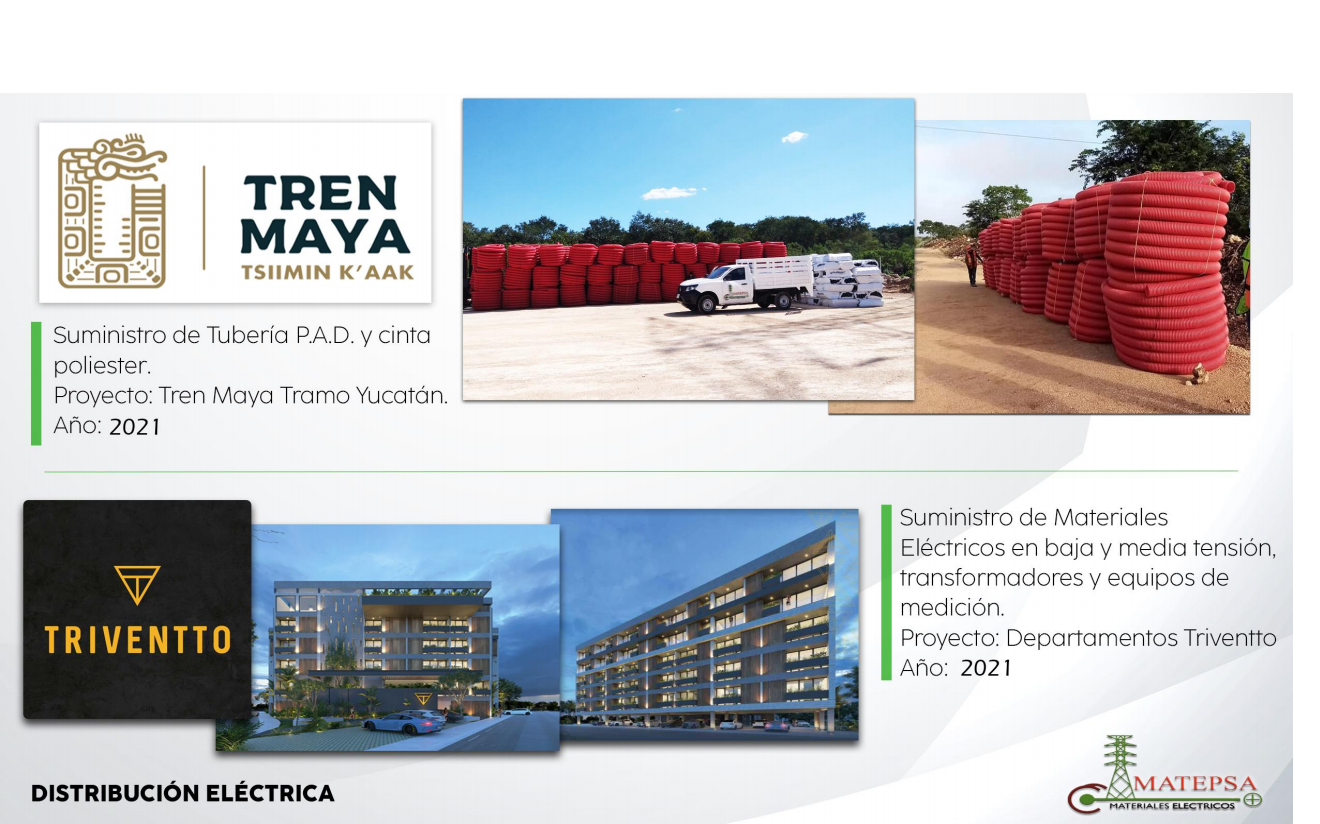 TREN
MAYA
TSIIMIN K'AAK
Suministro de Tubería P.A.D. y cinta
poliester.
Proyecto: Tren Maya Tramo Yucatán.
Año: 2021
TRIVENTTO
Suministro de Materiales
Eléctricos en baja y media tensión,
transformadores y equipos de
medición.
Proyecto: Departamentos Triventto
Año: 2021
DISTRIBUCIÓN ELÉCTRICA
MATEPSA
MATERIALES ELECTRICOS